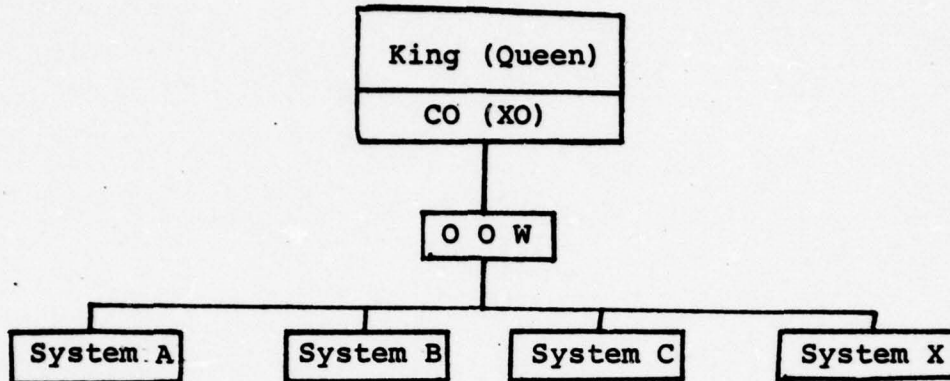 King (Queen)
CO (XO)
O O W
System A
System B
System C
System X